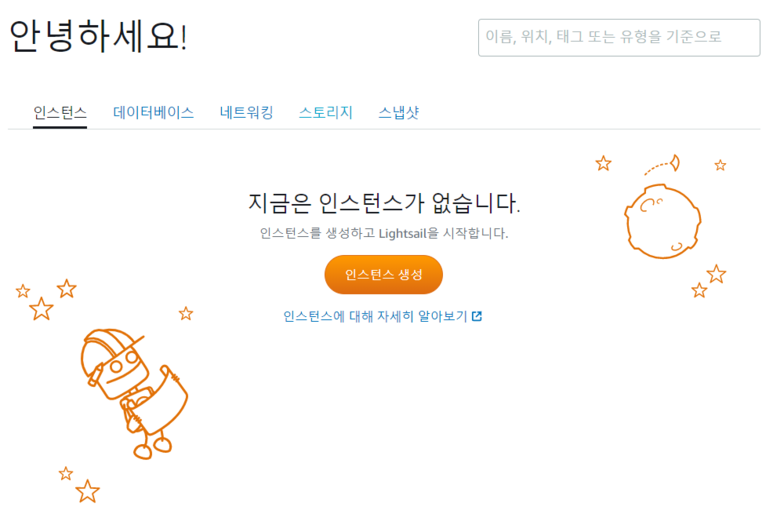 안녕하세요!
이름, 위치, 태그 또는 유형을 기준으로
인스턴스 데이터베이스 네트워킹 스토리지 스냅샷
지금은 인스턴스가 없습니다.
인스턴스를 생성하고 Lightsail을 시작합니다.
인스턴스 생성
인스턴스에 대해 자세히 알아보기